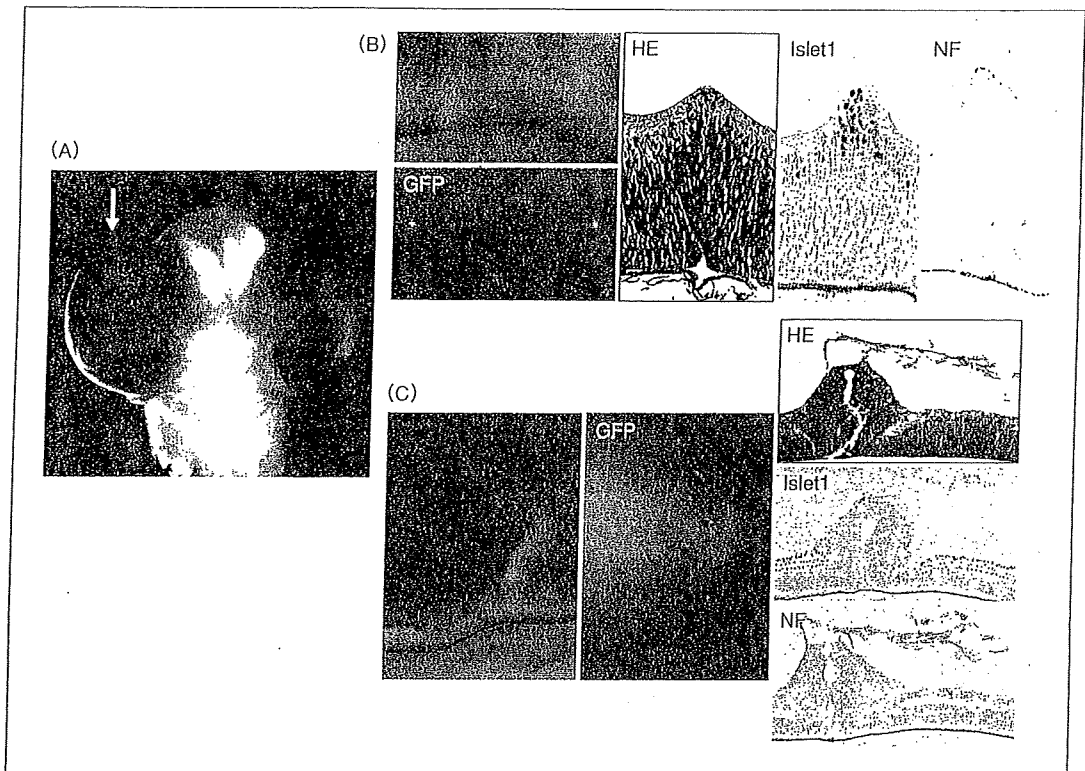 (A)
(B)
GFP
HE
Islet1
NF
(C)
GFP
HE
Islet1
NF